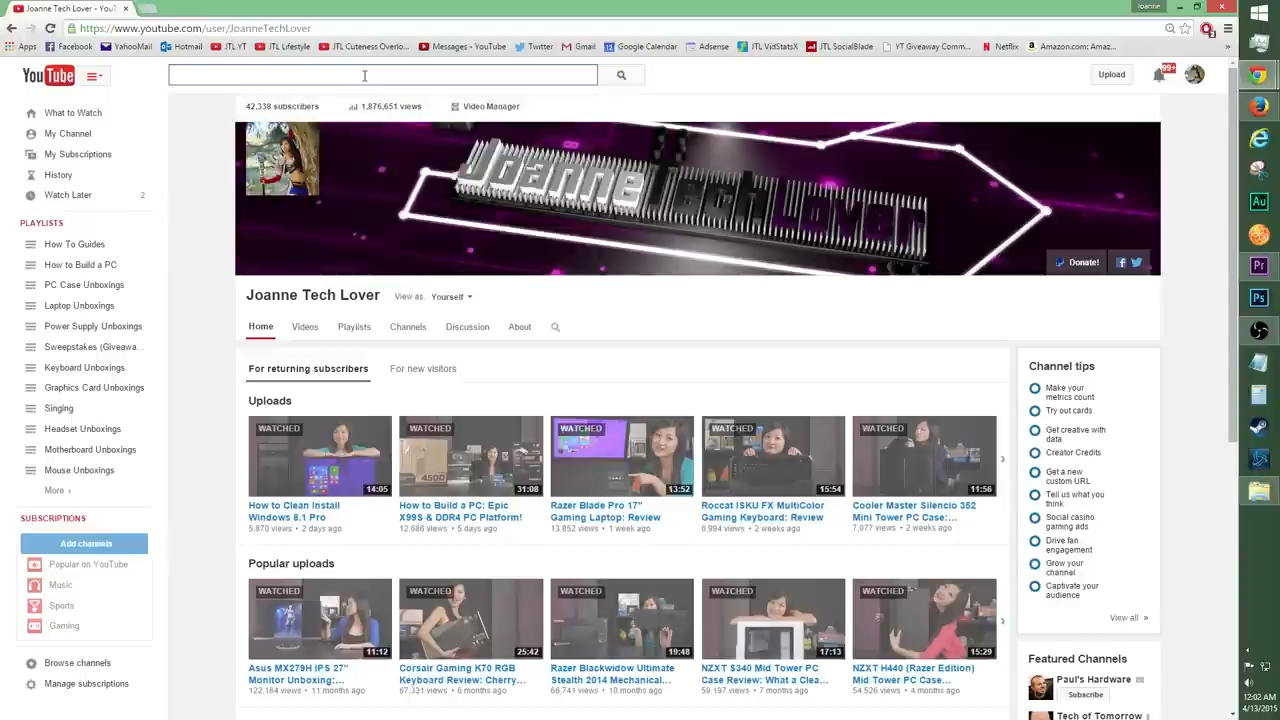 Joanne Tech Lover - You
Joanne
https://www.youtube.com/user/JoanneTechLover
Apps Facebook YahooMail Hotmail JTL YT JTL Lifestyle JTL Cuteness Overlo... Messages - YouTube Twitter Gmail Google Calendar Adsense JTL VidStatsX JTL SocialBlade YT Giveaway Comm... Netflix Amazon.com: Amaz...
YouTube
Upload
99+
42,338 subscribers 1,876,651 views Video Manager
What to Watch
My Channel
My Subscriptions
History
Watch Later 2
PLAYLISTS
How To Guides
How to Build a PC
PC Case Unboxings
Laptop Unboxings
Power Supply Unboxings
Sweepstakes (Giveawa...
Keyboard Unboxings
Graphics Card Unboxings
Singing
Headset Unboxings
Motherboard Unboxings
Mouse Unboxings
More ›
SUBSCRIPTIONS
Add channels
Popular on YouTube
Music
Sports
Gaming
Browse channels
Manage subscriptions
Joanne Tech Lover
Donate!
Joanne Tech Lover View as: Yourself
Home Videos Playlists Channels Discussion About
For returning subscribers For new visitors
Uploads
WATCHED WATCHED WATCHED WATCHED WATCHED
450D
14:05 31:08 13:52 15:54 11:56
How to Clean Install
Windows 8.1 Pro
5,870 views • 2 days ago
How to Build a PC: Epic
X99S & DDR4 PC Platform!
12,686 views • 5 days ago
Razer Blade Pro 17"
Gaming Laptop: Review
13,852 views • 1 week ago
Roccat ISKU FX MultiColor
Gaming Keyboard: Review
6,994 views • 2 weeks ago
Cooler Master Silencio 352
Mini Tower PC Case:...
7,077 views • 2 weeks ago
Popular uploads
WATCHED WATCHED WATCHED WATCHED WATCHED
11:12 25:42 19:48 17:13 15:29
Asus MX279H IPS 27"
Monitor Unboxing:...
122,164 views • 11 months ago
Corsair Gaming K70 RGB
Keyboard Review: Cherry...
67,331 views • 6 months ago
Razer Blackwidow Ultimate
Stealth 2014 Mechanical...
66,741 views • 10 months ago
NZXT S340 Mid Tower PC
Case Review: What a Clea...
59,197 views • 7 months ago
NZXT H440 (Razer Edition)
Mid Tower PC Case...
54,526 views • 4 months ago
Channel tips
Make your
metrics count
Try out cards
Get creative with
data
Creator Credits
Get a new
custom URL
Tell us what you
think
Social casino
gaming ads
Drive fan
engagement
Grow your
channel
Captivate your
audience
View all »
Featured Channels
Paul's Hardware
Subscribe
Tech of Tomorrow
Au
Pr
Ps
12:02 AM
4/13/2015